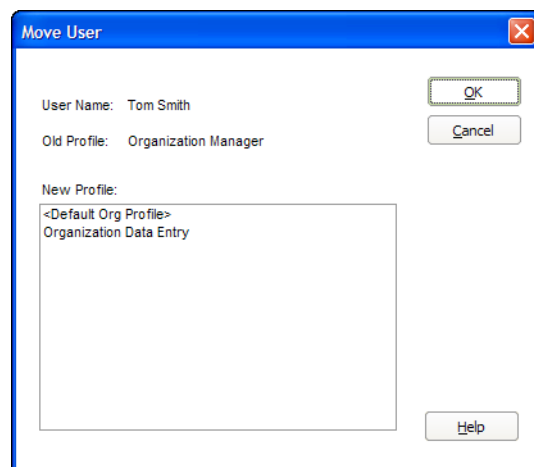 Move User
OK
User Name: Tom Smith
Cancel
Old Profile: Organization Manager
New Profile:
<Default Org Profile>
Organization Data Entry
Help